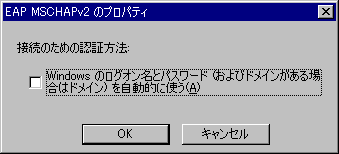 EAP MSCHAPv2 のプロパティ
接続のための認証方法:
Windows のログオン名とパスワード (およびドメインがある場
合はドメイン) を自動的に使う(A)
OK
キャンセル